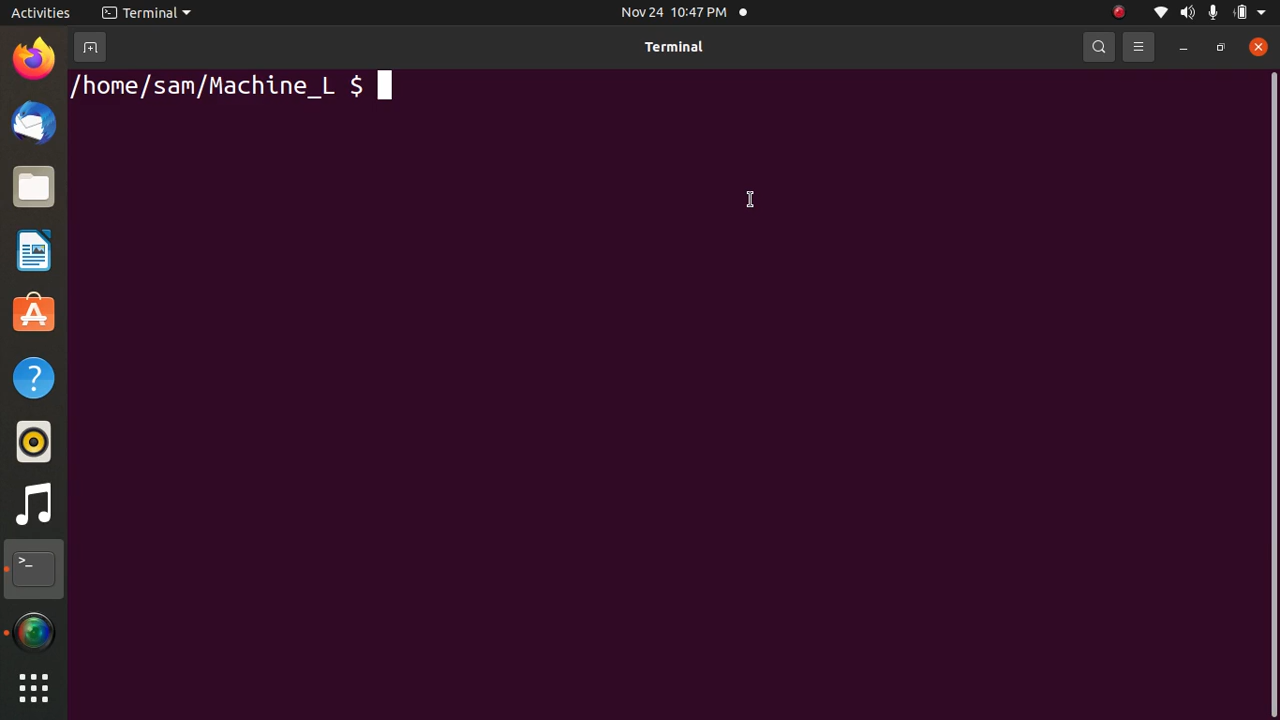 Activities Terminal Nov 24 10:47 PM
Terminal
/home/sam/Machine_L $